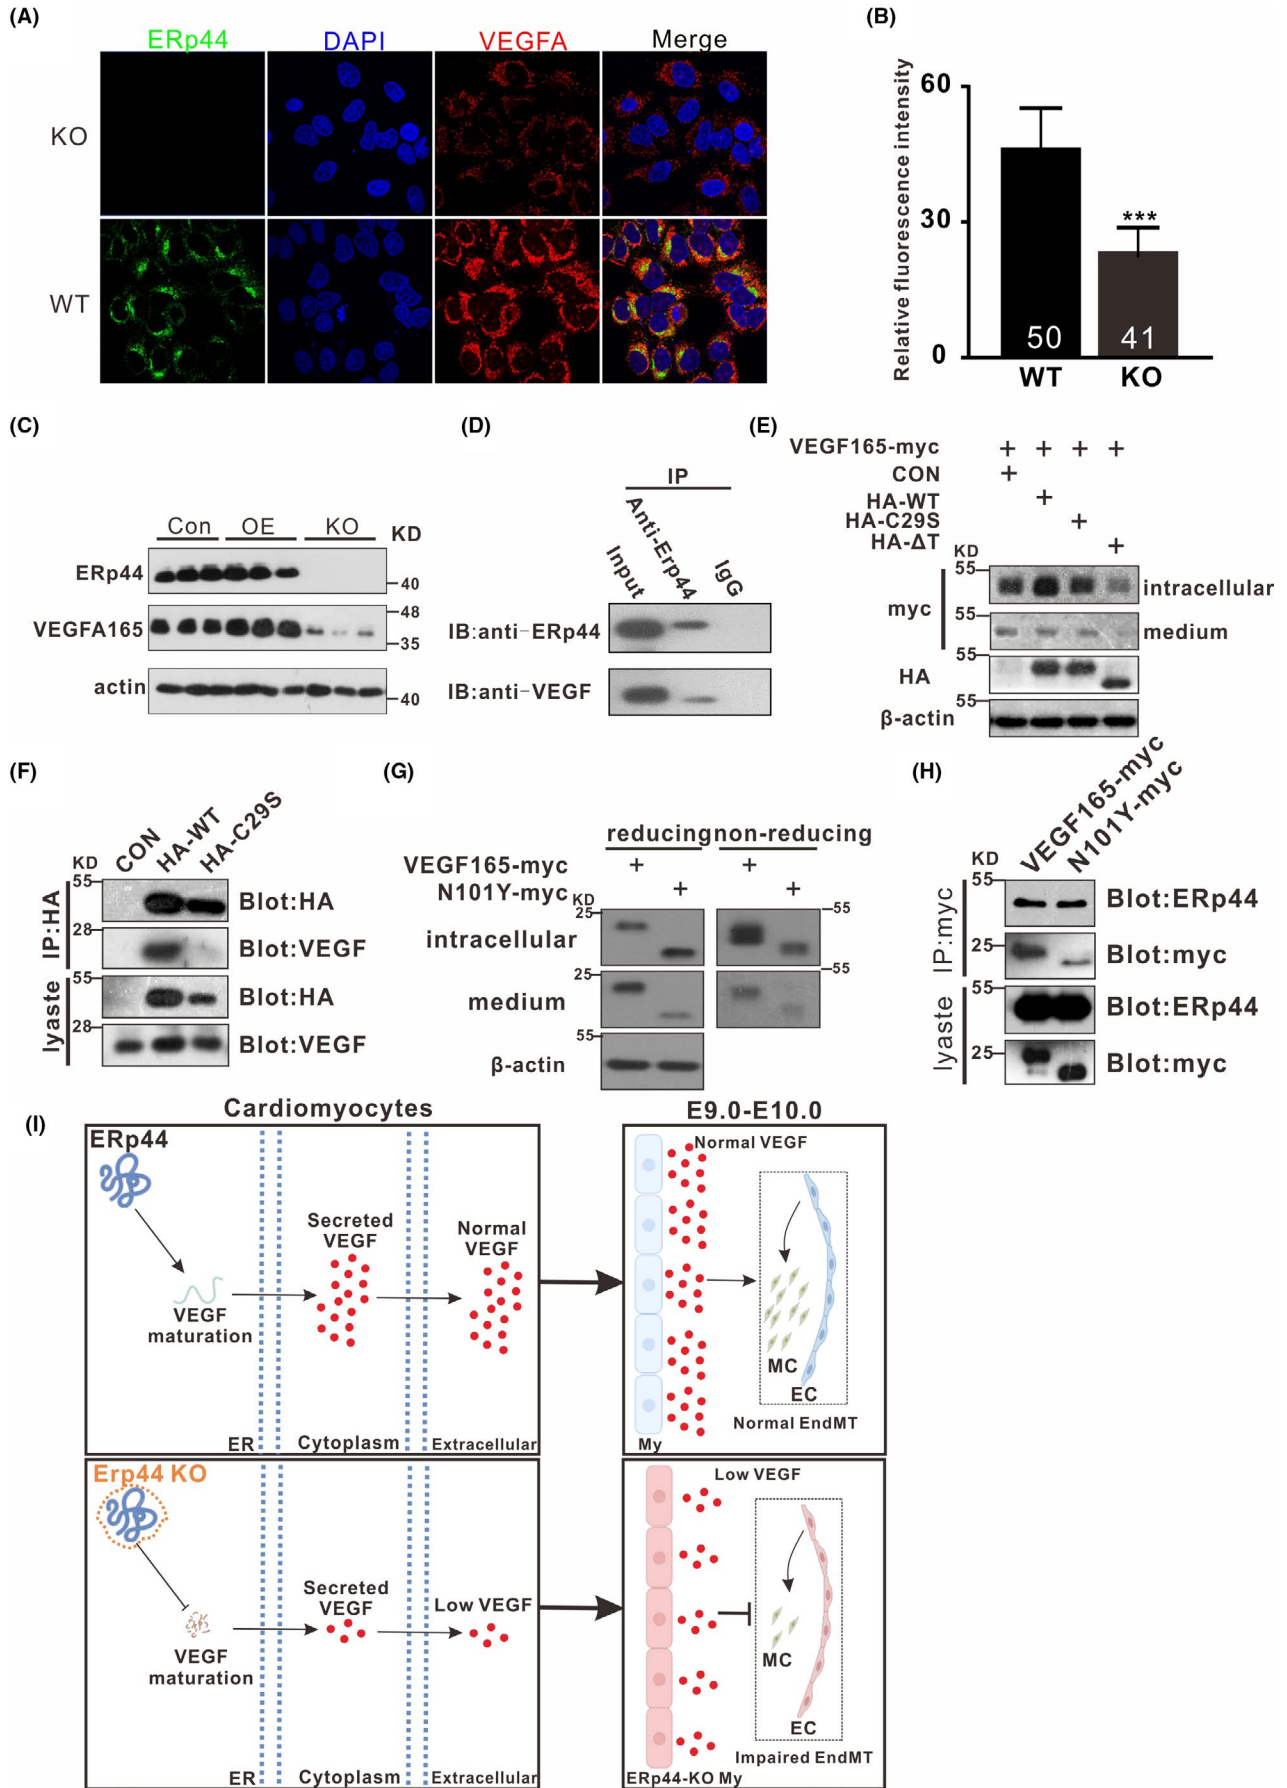 (A)
ERp44 DAPI VEGFA Merge
KO
WT
(B)
Relative fluorescence intensity
60
30
0
***
50 41
WT KO
(C)
Con OE KO KD
ERp44
40
VEGFA165
48
35
actin
40
(D)
IP
Input Anti-Erp44 IgG
IB:anti-ERp44
IB:anti-VEGF
(E)
VEGF165-myc + + + +
CON +
HA-WT +
HA-C29S +
HA-ΔT +
KD
55
myc
intracellular
55
medium
55
HA
55
β-actin
(F)
KD CON HA-WT HA-C29S
55
IP:HA
Blot:HA
28
Blot:VEGF
55
lyaste
Blot:HA
28
Blot:VEGF
(G)
reducing non-reducing
VEGF165-myc + +
N101Y-myc + +
KD
25
55
intracellular
25
55
medium
55
β-actin
(H)
KD VEGF165-myc N101Y-myc
55
IP:myc
Blot:ERp44
25
Blot:myc
55
lyaste
Blot:ERp44
25
Blot:myc
(I)
Cardiomyocytes
E9.0-E10.0
ERp44
Secreted
VEGF
Normal
VEGF
VEGF
maturation
ER Cytoplasm Extracellular
Normal VEGF
MC
EC
Normal EndMT
My
Erp44 KO
Secreted
VEGF
Low VEGF
VEGF
maturation
ER Cytoplasm Extracellular
Low VEGF
MC
EC
Impaired EndMT
ERp44-KO My